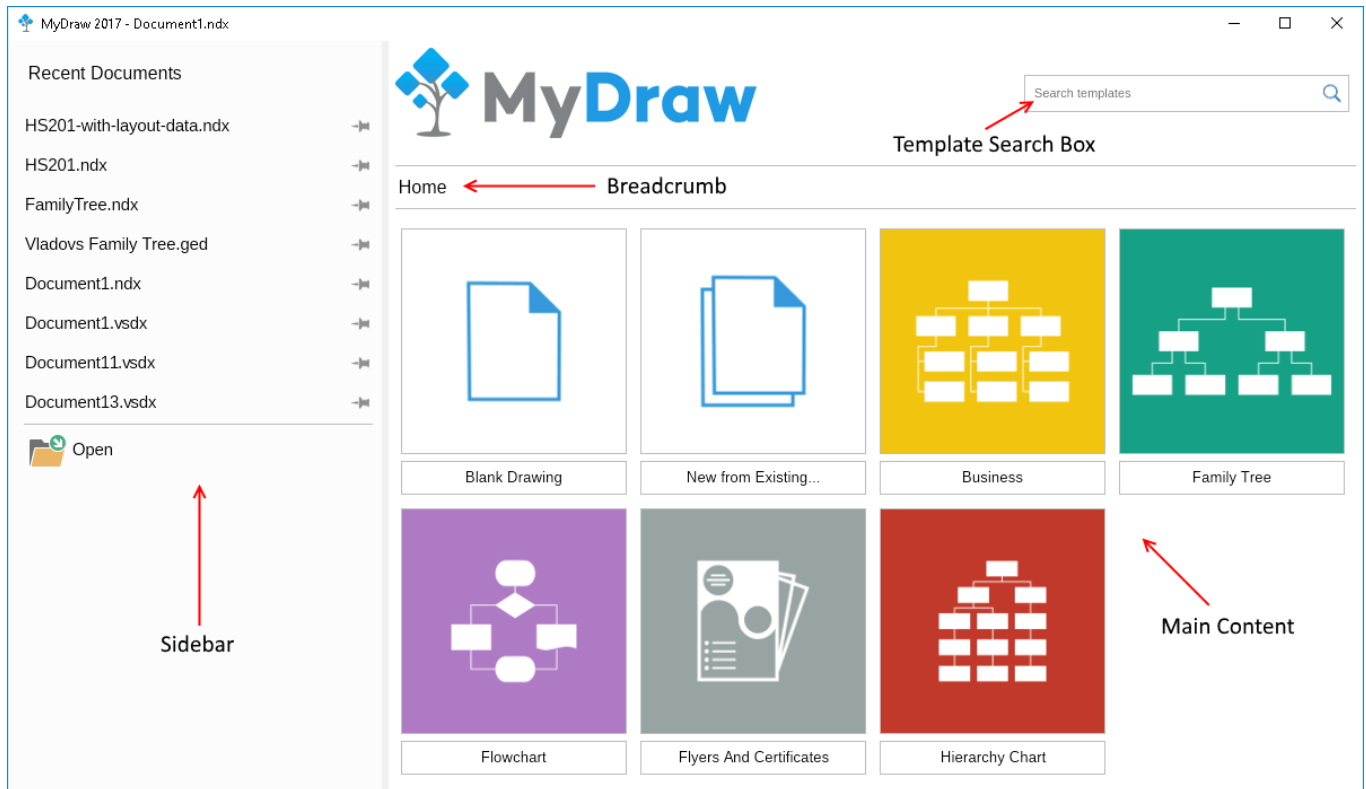 MyDraw 2017 - Document1.ndx
Recent Documents
HS201-with-layout-data.ndx
HS201.ndx
FamilyTree.ndx
Vladovs Family Tree.ged
Document1.ndx
Document1.vsdx
Document11.vsdx
Document13.vsdx
Open
Sidebar
MyDraw
Search templates
Template Search Box
Home
Breadcrumb
Blank Drawing
New from Existing...
Business
Family Tree
Flowchart
Flyers And Certificates
Hierarchy Chart
Main Content